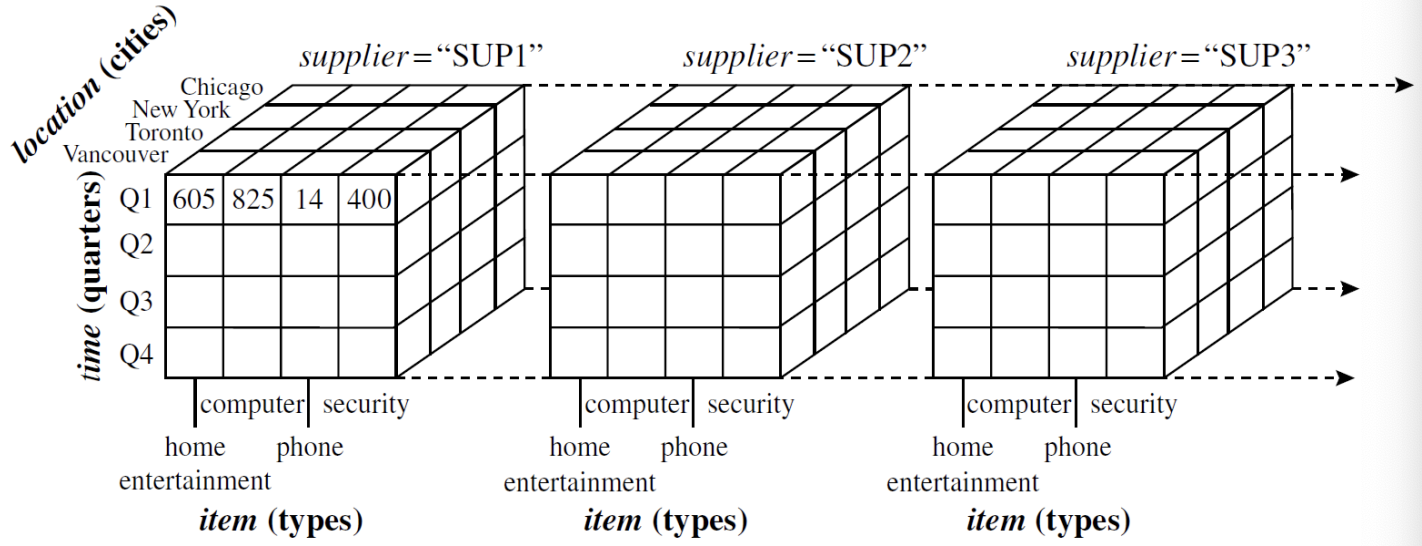 supplier=“SUP1” supplier=“SUP2” supplier=“SUP3”
location (cities)
Chicago
New York
Toronto
Vancouver
time (quarters)
Q1 605 825 14 400
Q2
Q3
Q4
computer security computer security computer security
home phone home phone home phone
entertainment entertainment entertainment
item (types) item (types) item (types)